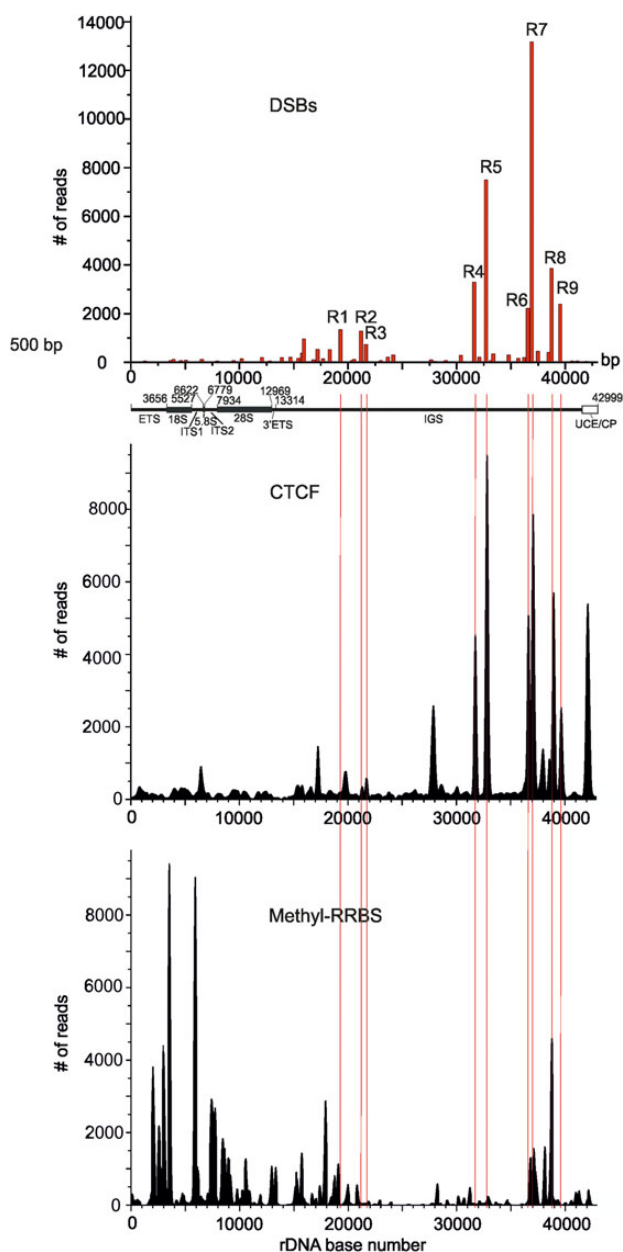 14000
12000
10000
8000
6000
4000
2000
0
# of reads
DSBs
R1
R2
R3
R4
R5
R6
R7
R8
R9
500 bp
0 10000 20000 30000 40000 bp
3656 5527 6622 6779 7934 12969 13314 42999
ETS 18S ITS1 5.8S ITS2 28S 3'ETS IGS UCE/CP
CTCF
8000
6000
4000
2000
0
# of reads
0 10000 20000 30000 40000
Methyl-RRBS
8000
6000
4000
2000
0
# of reads
0 10000 20000 30000 40000
rDNA base number